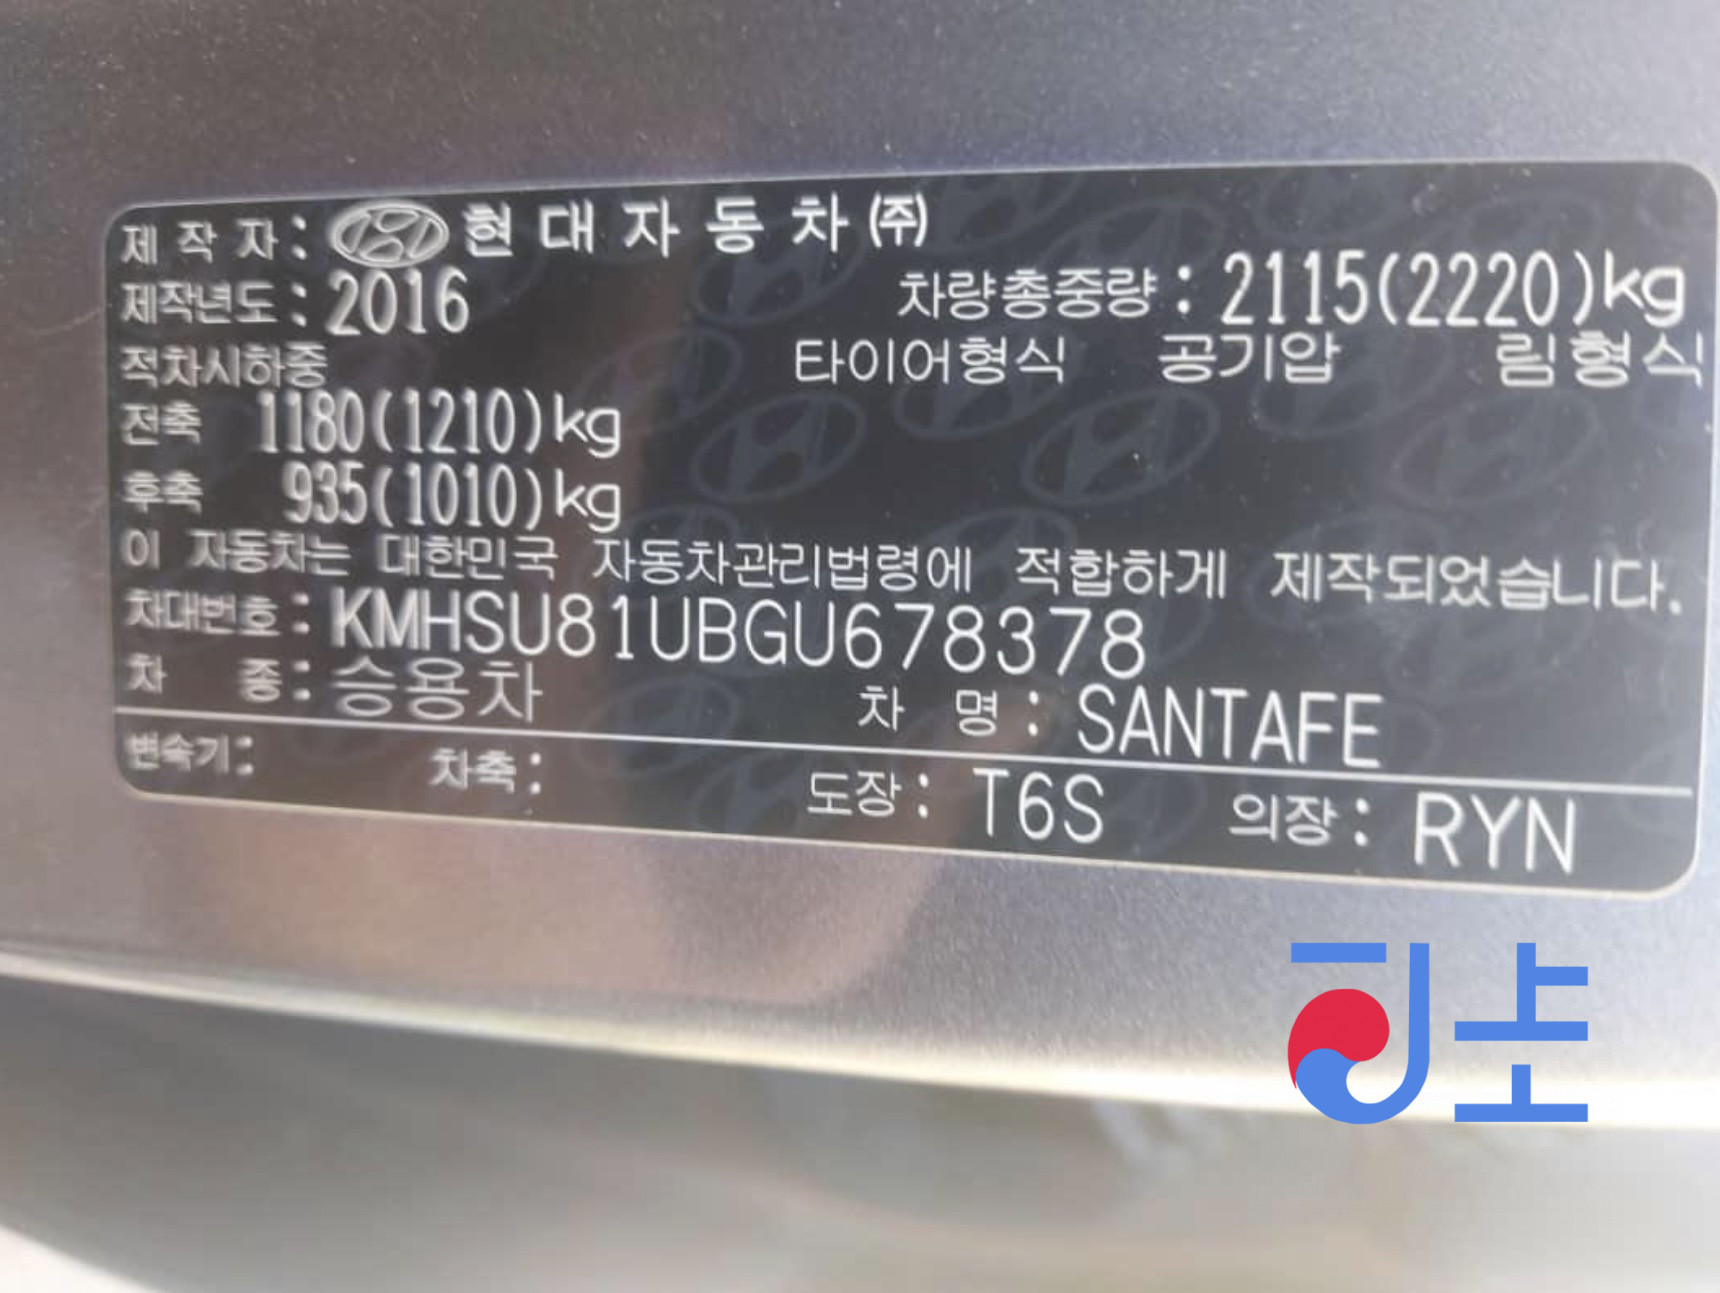 제 작 자 : 현 대 자 동 차 ㈜
제작년도 : 2016 차량총중량 : 2115(2220)kg
적차시하중 타이어형식 공기압 림형식
전축 1180(1210)kg
후축 935(1010)kg
이 자동차는 대한민국 자동차관리법령에 적합하게 제작되었습니다.
차대번호 : KMHSU81UBGU678378
차 종 : 승용차 차 명 : SANTAFE
변속기 : 차축 : 도장 : T6S 의장 : RYN